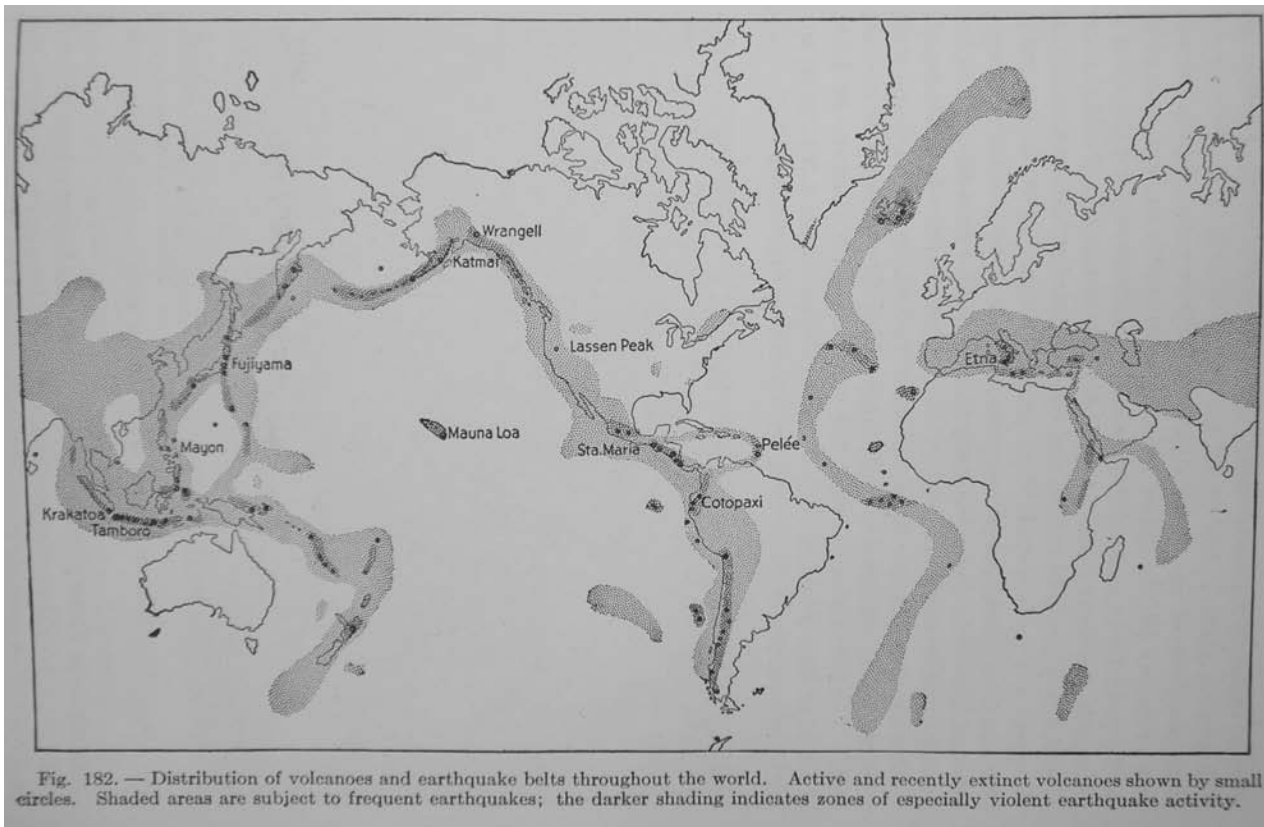 Wrangell
Katmai
Lassen Peak
Fujiyama
Etna
Mauna Loa
Mayon
Sta. Maria
Pelée
Cotopaxi
Krakatoa
Tamboro
Fig. 182. — Distribution of volcanoes and earthquake belts throughout the world. Active and recently extinct volcanoes shown by small
circles. Shaded areas are subject to frequent earthquakes; the darker shading indicates zones of especially violent earthquake activity.